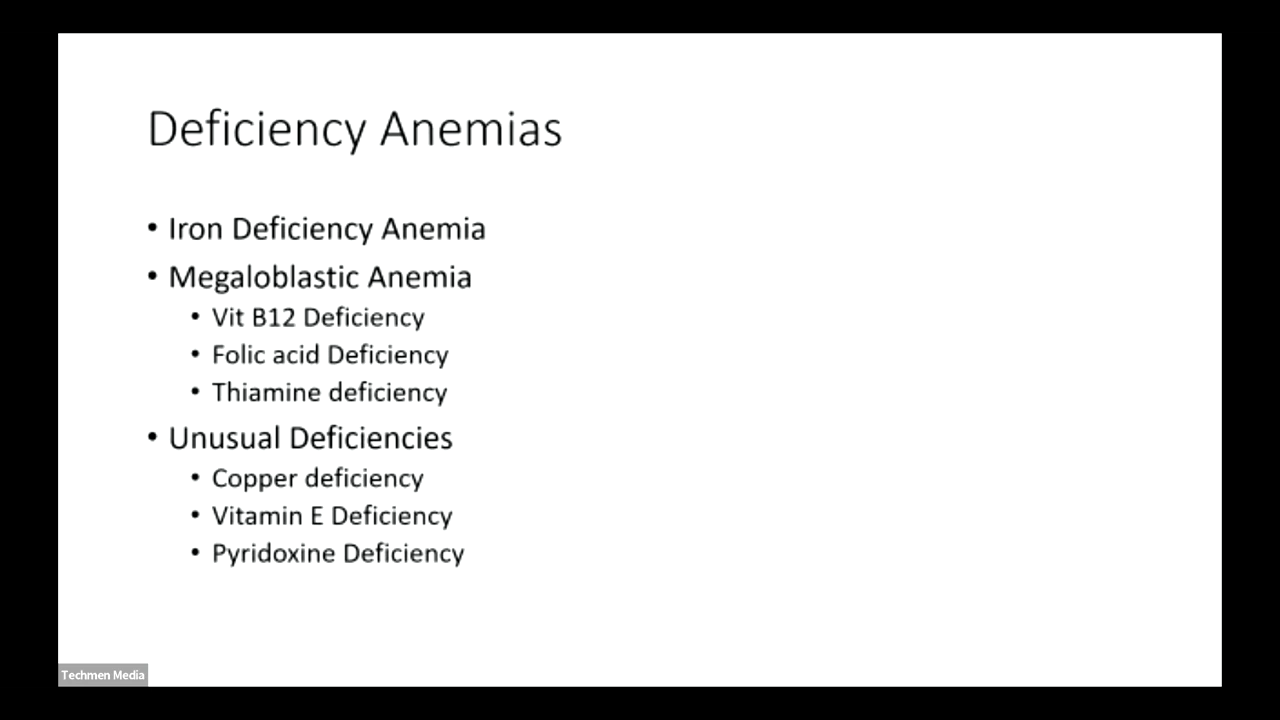 Deficiency Anemias
• Iron Deficiency Anemia
• Megaloblastic Anemia
• Vit B12 Deficiency
• Folic acid Deficiency
• Thiamine deficiency
• Unusual Deficiencies
• Copper deficiency
• Vitamin E Deficiency
• Pyridoxine Deficiency
Techmen Media